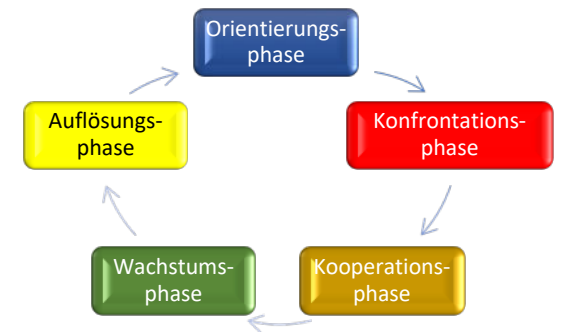 Orientierungs-
phase
Konfrontations-
phase
Kooperations-
phase
Wachstums-
phase
Auflösungs-
phase